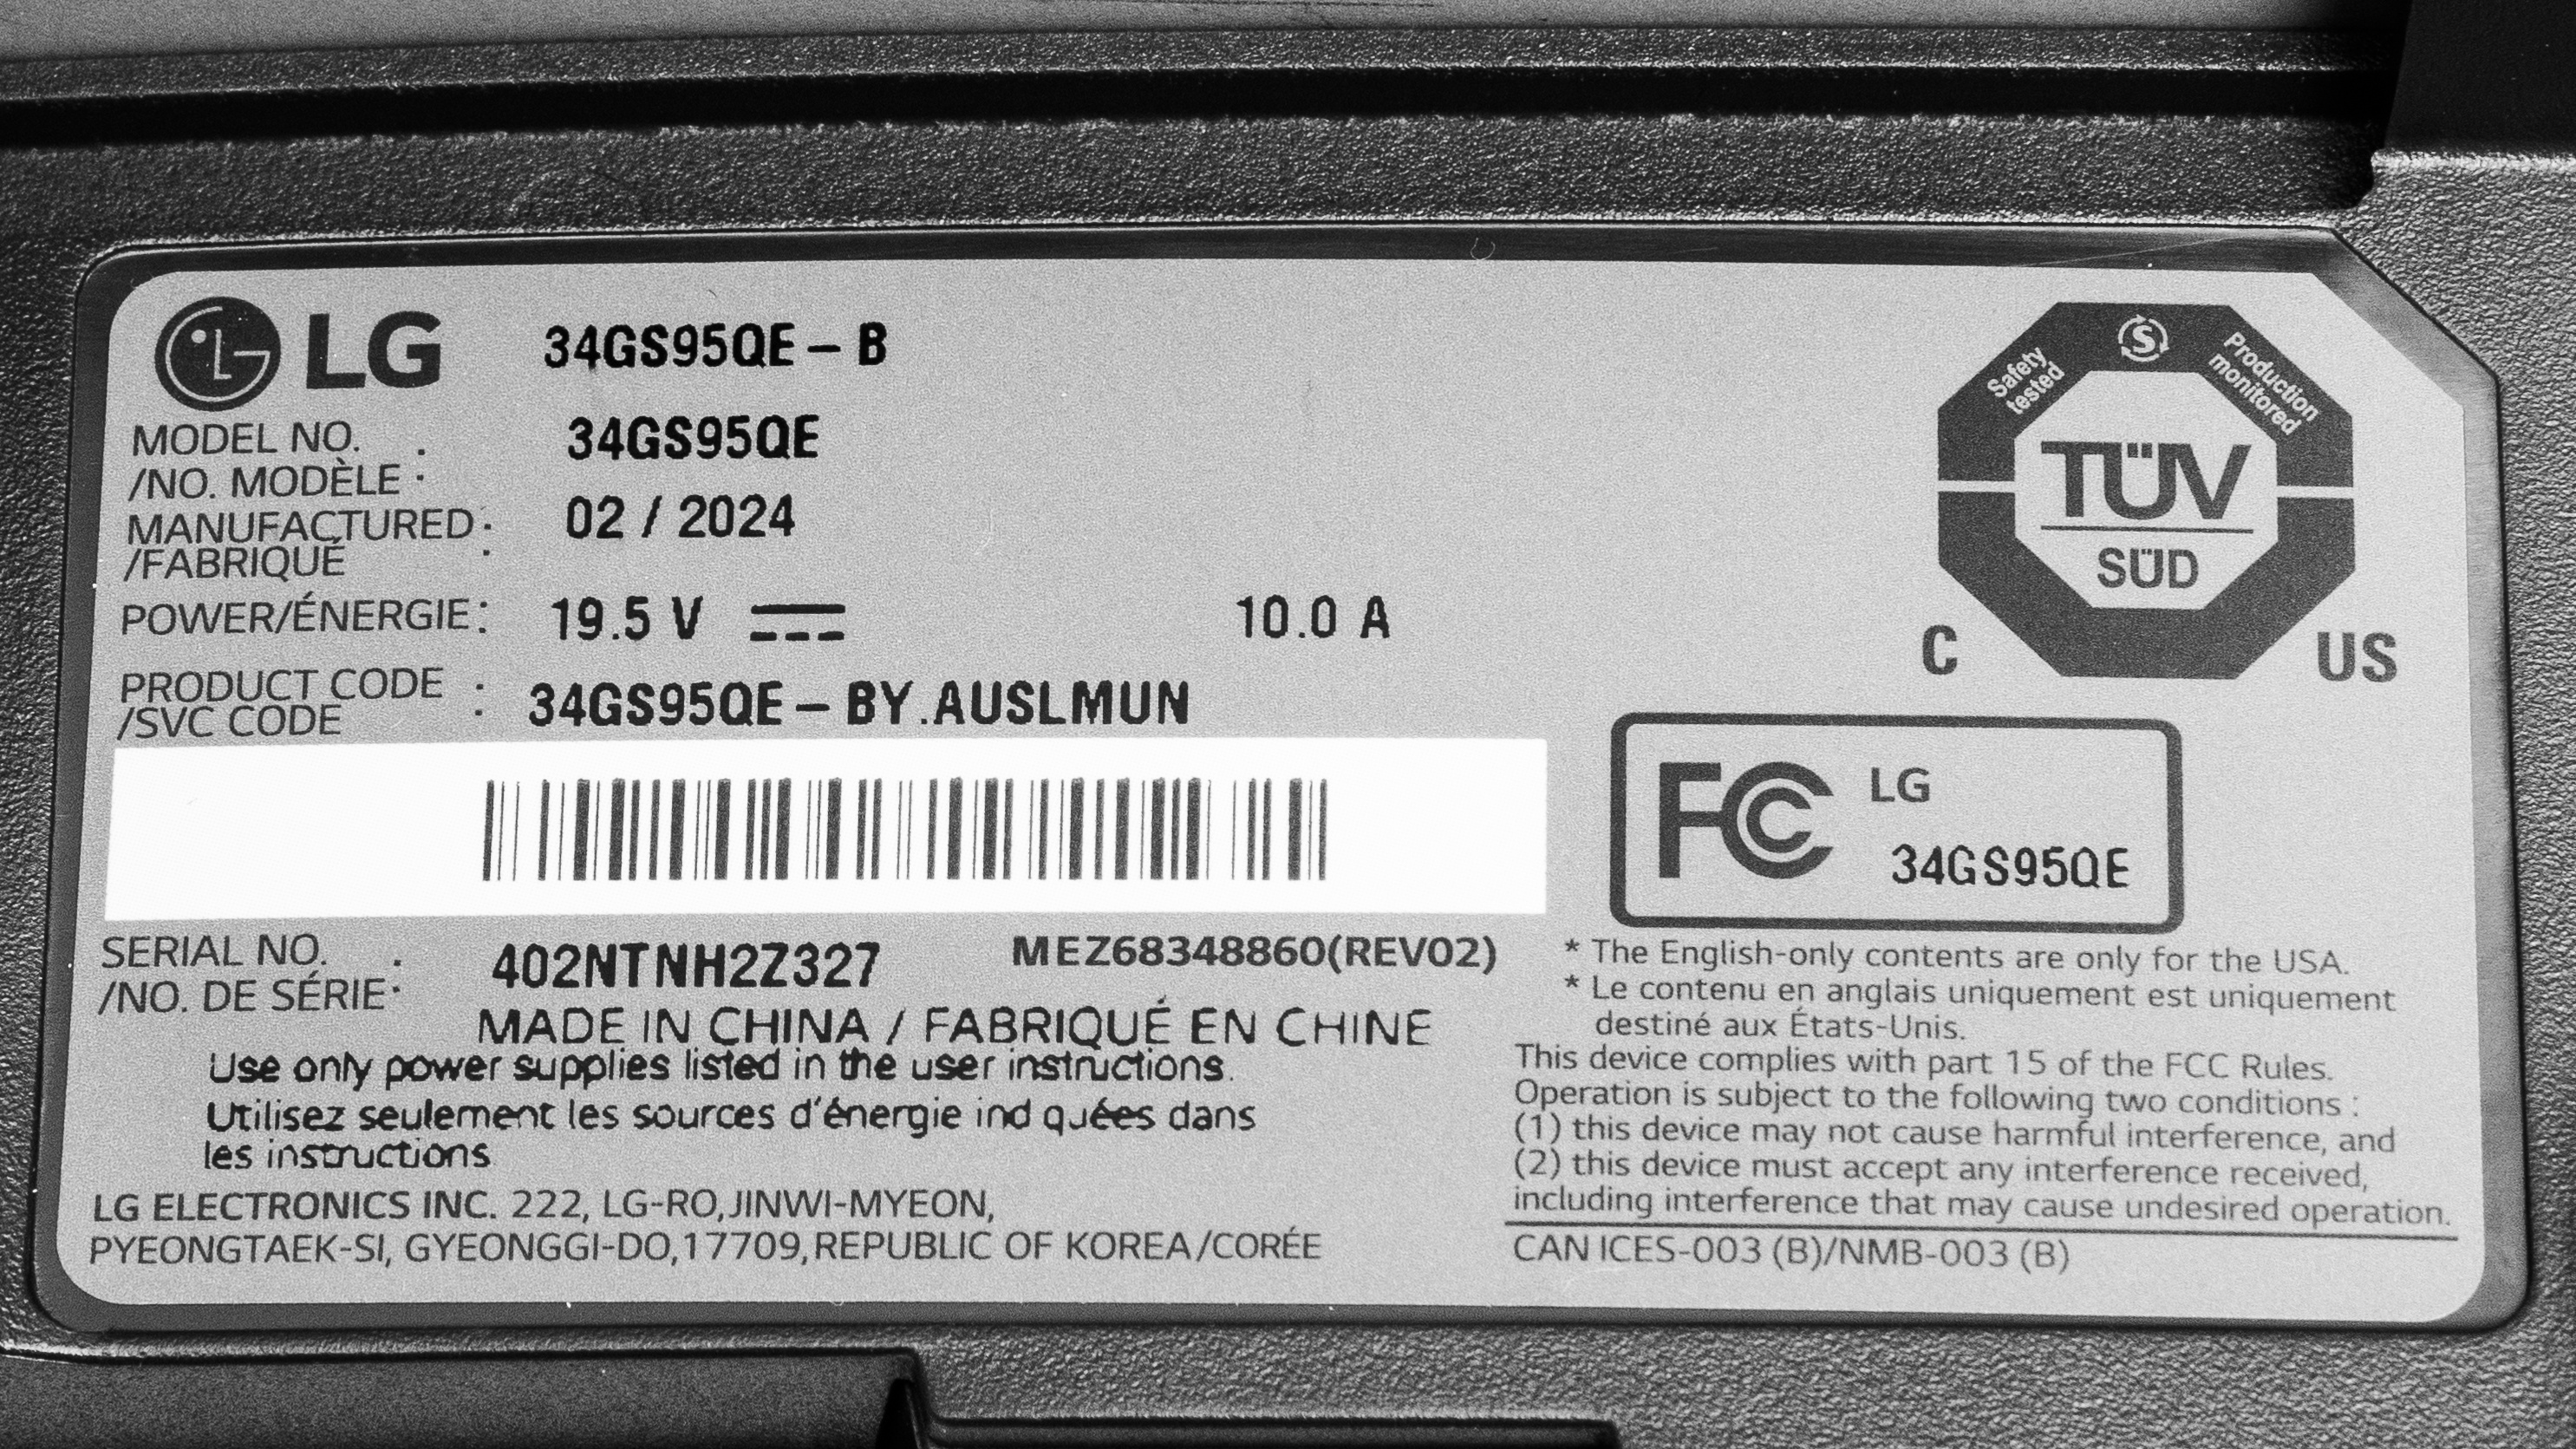 LG 34GS95QE - B
MODEL NO.
/NO. MODÈLE : 34GS95QE
MANUFACTURED
/FABRIQUÉ : 02 / 2024
POWER/ÉNERGIE: 19.5 V 10.0 A
PRODUCT CODE
/SVC CODE : 34GS95QE - BY.AUSLMUN
SERIAL NO.
/NO. DE SÉRIE : 402NTNH2Z327 MEZ68348860(REV02)
MADE IN CHINA / FABRIQUÉ EN CHINE
Use only power supplies listed in the user instructions.
Utilisez seulement les sources d'énergie ind quées dans
les instructions
LG ELECTRONICS INC. 222, LG-RO,JINWI-MYEON,
PYEONGTAEK-SI, GYEONGGI-DO,17709,REPUBLIC OF KOREA/CORÉE
Safety
tested
S
Production
monitored
TÜV
SÜD
C US
FC LG
34GS95QE
* The English-only contents are only for the USA.
* Le contenu en anglais uniquement est uniquement
destiné aux États-Unis.
This device complies with part 15 of the FCC Rules.
Operation is subject to the following two conditions :
(1) this device may not cause harmful interference, and
(2) this device must accept any interference received,
including interference that may cause undesired operation.
CAN ICES-003 (B)/NMB-003 (B)